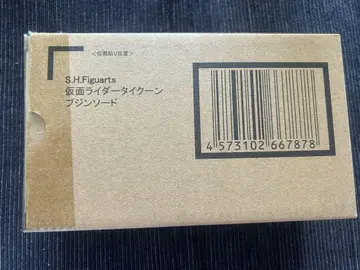 <伝票貼り位置>
S.H.Figuarts
仮面ライダータイクーン
ブジンソード
4 573102 667878